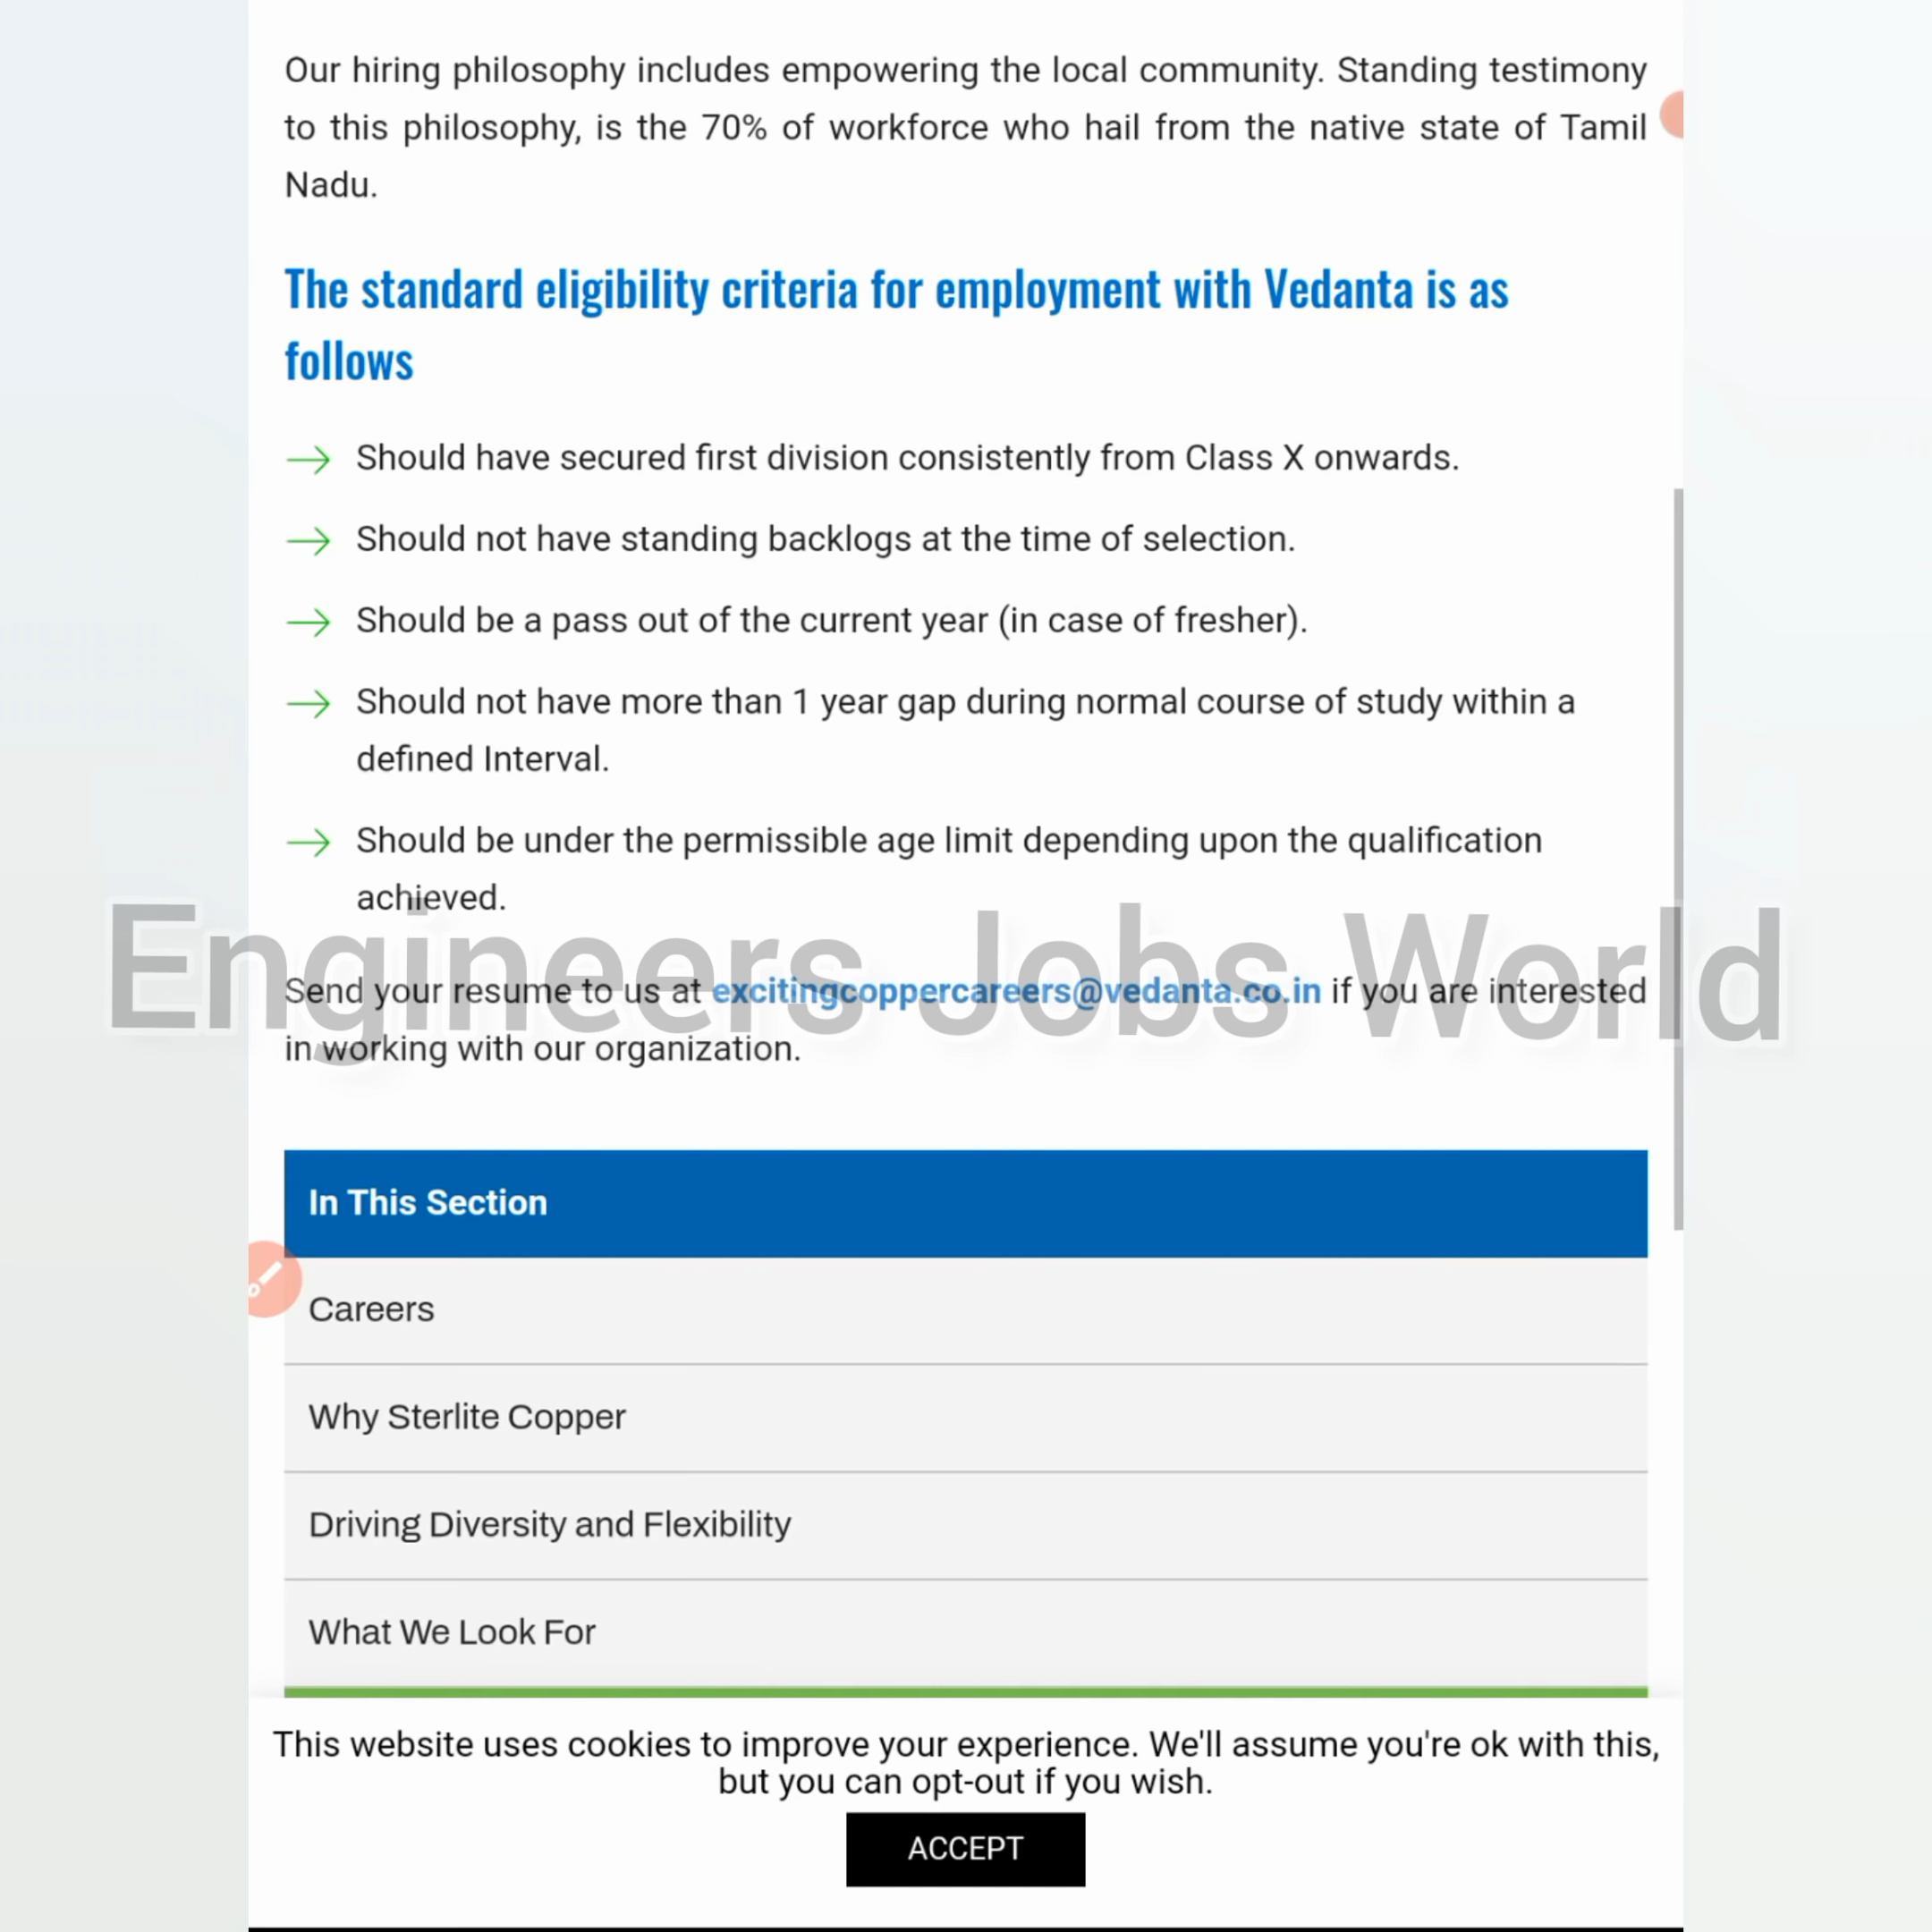 Our hiring philosophy includes empowering the local community. Standing testimony
to this philosophy, is the 70% of workforce who hail from the native state of Tamil
Nadu.
The standard eligibility criteria for employment with Vedanta is as
follows
Should have secured first division consistently from Class X onwards.
Should not have standing backlogs at the time of selection.
Should be a pass out of the current year (in case of fresher).
Should not have more than 1 year gap during normal course of study within a
defined Interval.
Should be under the permissible age limit depending upon the qualification
achieved.
Engineers Jobs World
Send your resume to us at excitingcoppercareers@vedanta.co.in if you are interested
in working with our organization.
In This Section
Careers
Why Sterlite Copper
Driving Diversity and Flexibility
What We Look For
This website uses cookies to improve your experience. We'll assume you're ok with this,
but you can opt-out if you wish.
ACCEPT